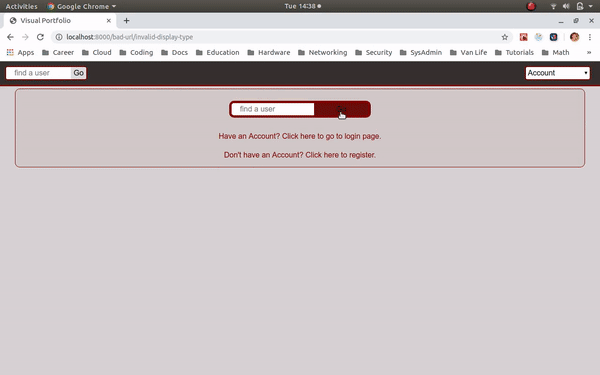 Activities
Google Chrome
Tue 14:38
Visual Portfolio
localhost:8000/bad-url/invalid-display-type
Apps Career Cloud Coding Docs Education Hardware Networking Security SysAdmin Van Life Tutorials Math
find a user Go Account
find a user
Have an Account? Click here to go to login page.
Don't have an Account? Click here to register.